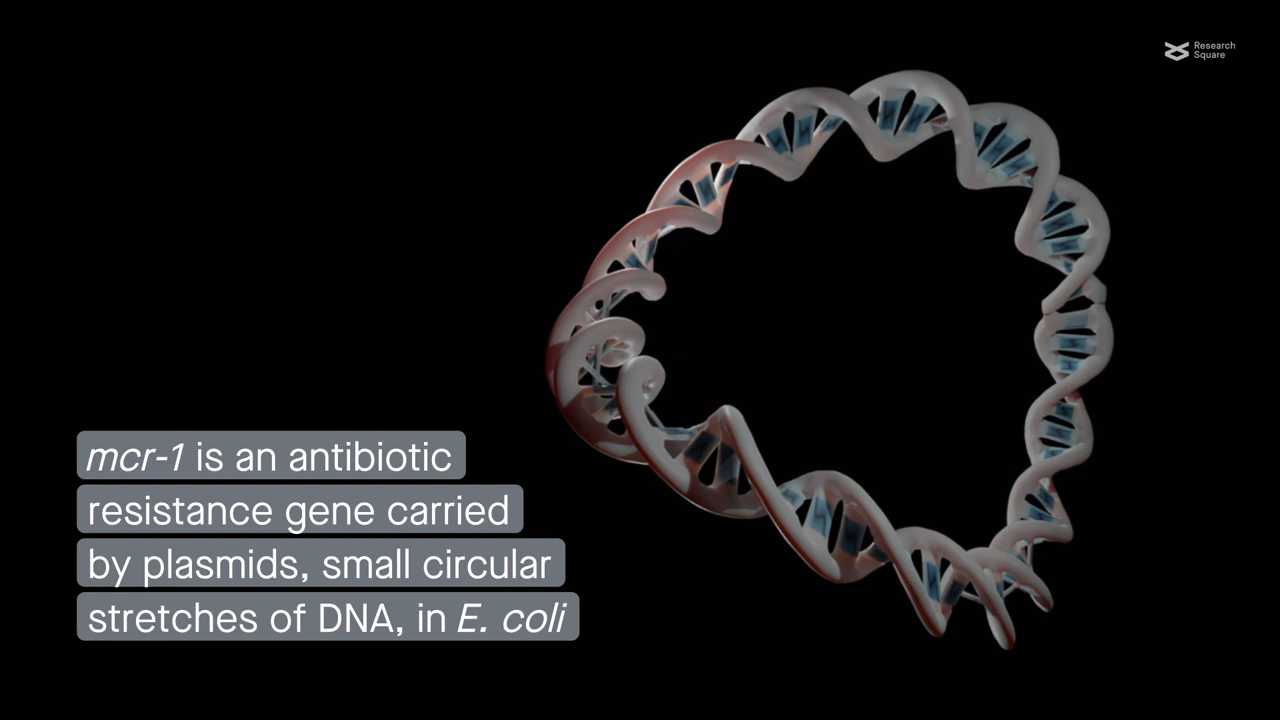 Research
Square
mcr-1 is an antibiotic
resistance gene carried
by plasmids, small circular
stretches of DNA, in E. coli